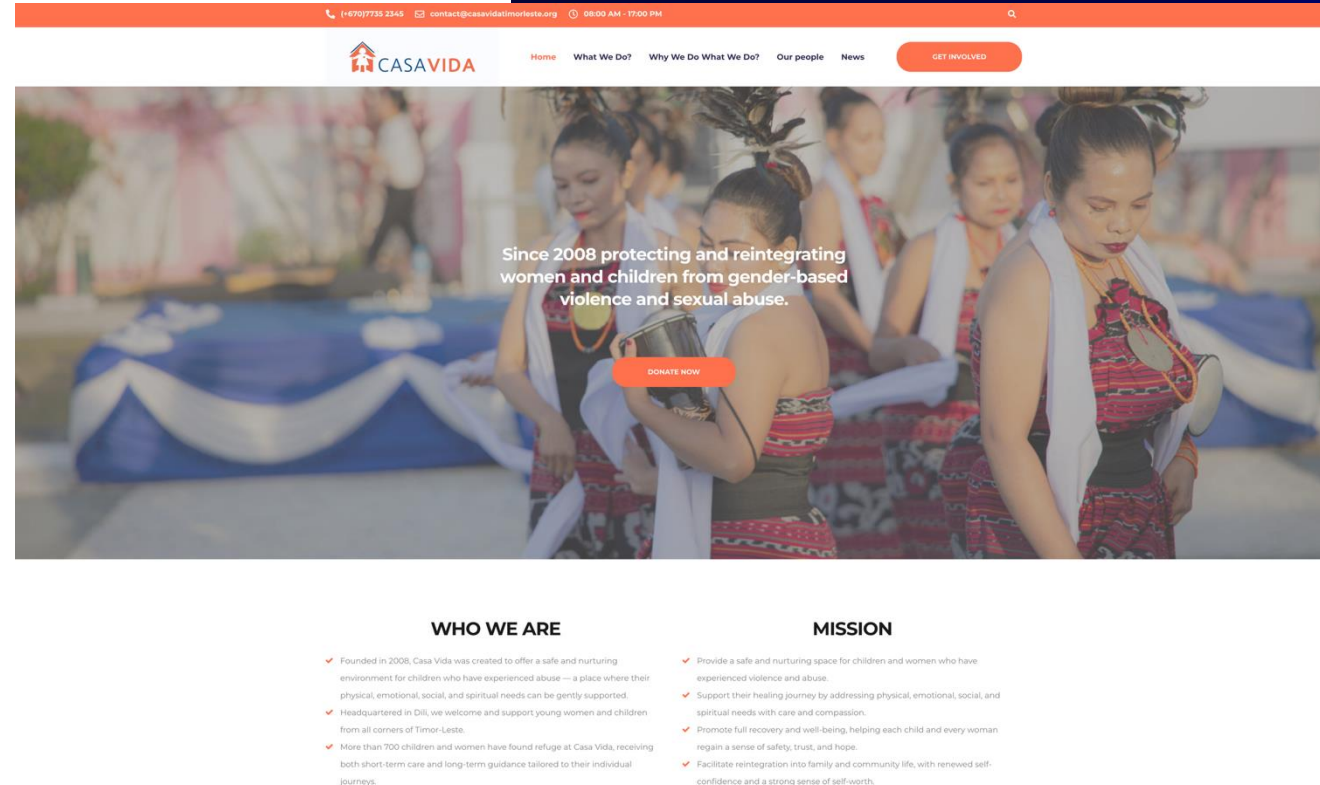 (+670)7735 2345 contact@casavidatimorleste.org 08:00 AM - 17:00 PM
CASAVIDA
Home What We Do? Why We Do What We Do? Our people News GET INVOLVED
Since 2008 protecting and reintegrating
women and children from gender-based
violence and sexual abuse.
DONATE NOW
WHO WE ARE
Founded in 2008, Casa Vida was created to offer a safe and nurturing
environment for children who have experienced abuse — a place where their
physical, emotional, social, and spiritual needs can be gently supported.
Headquartered in Dili, we welcome and support young women and children
from all corners of Timor-Leste.
More than 700 children and women have found refuge at Casa Vida, receiving
both short-term care and long-term guidance tailored to their individual
journeys.
MISSION
Provide a safe and nurturing space for children and women who have
experienced violence and abuse.
Support their healing journey by addressing physical, emotional, social, and
spiritual needs with care and compassion.
Promote full recovery and well-being, helping each child and every woman
regain a sense of safety, trust, and hope.
Facilitate reintegration into family and community life, with renewed self-
confidence and a strong sense of self-worth.